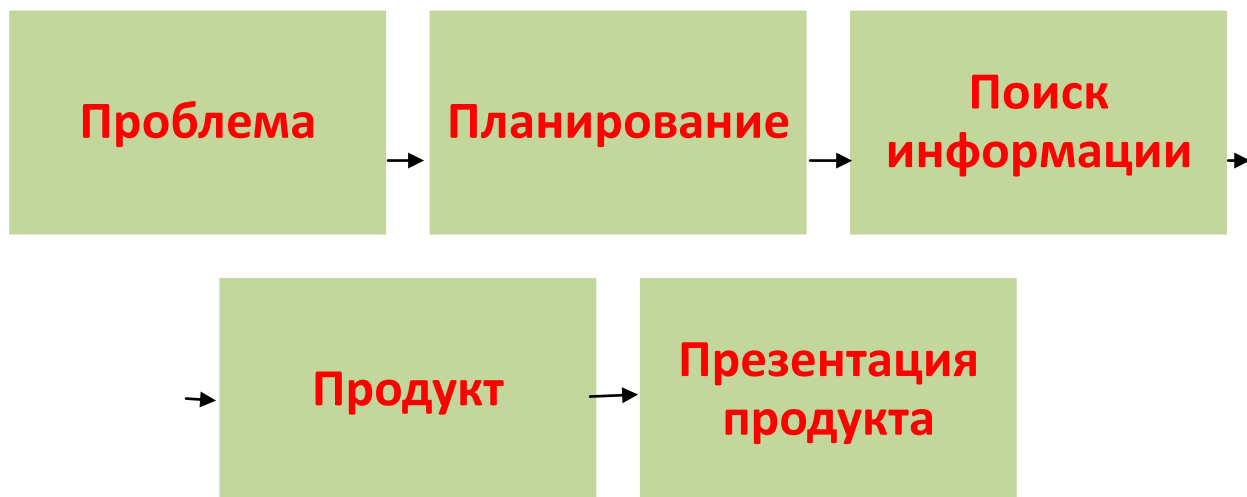 Проблема
Планирование
Поиск
информации
Продукт
Презентация
продукта